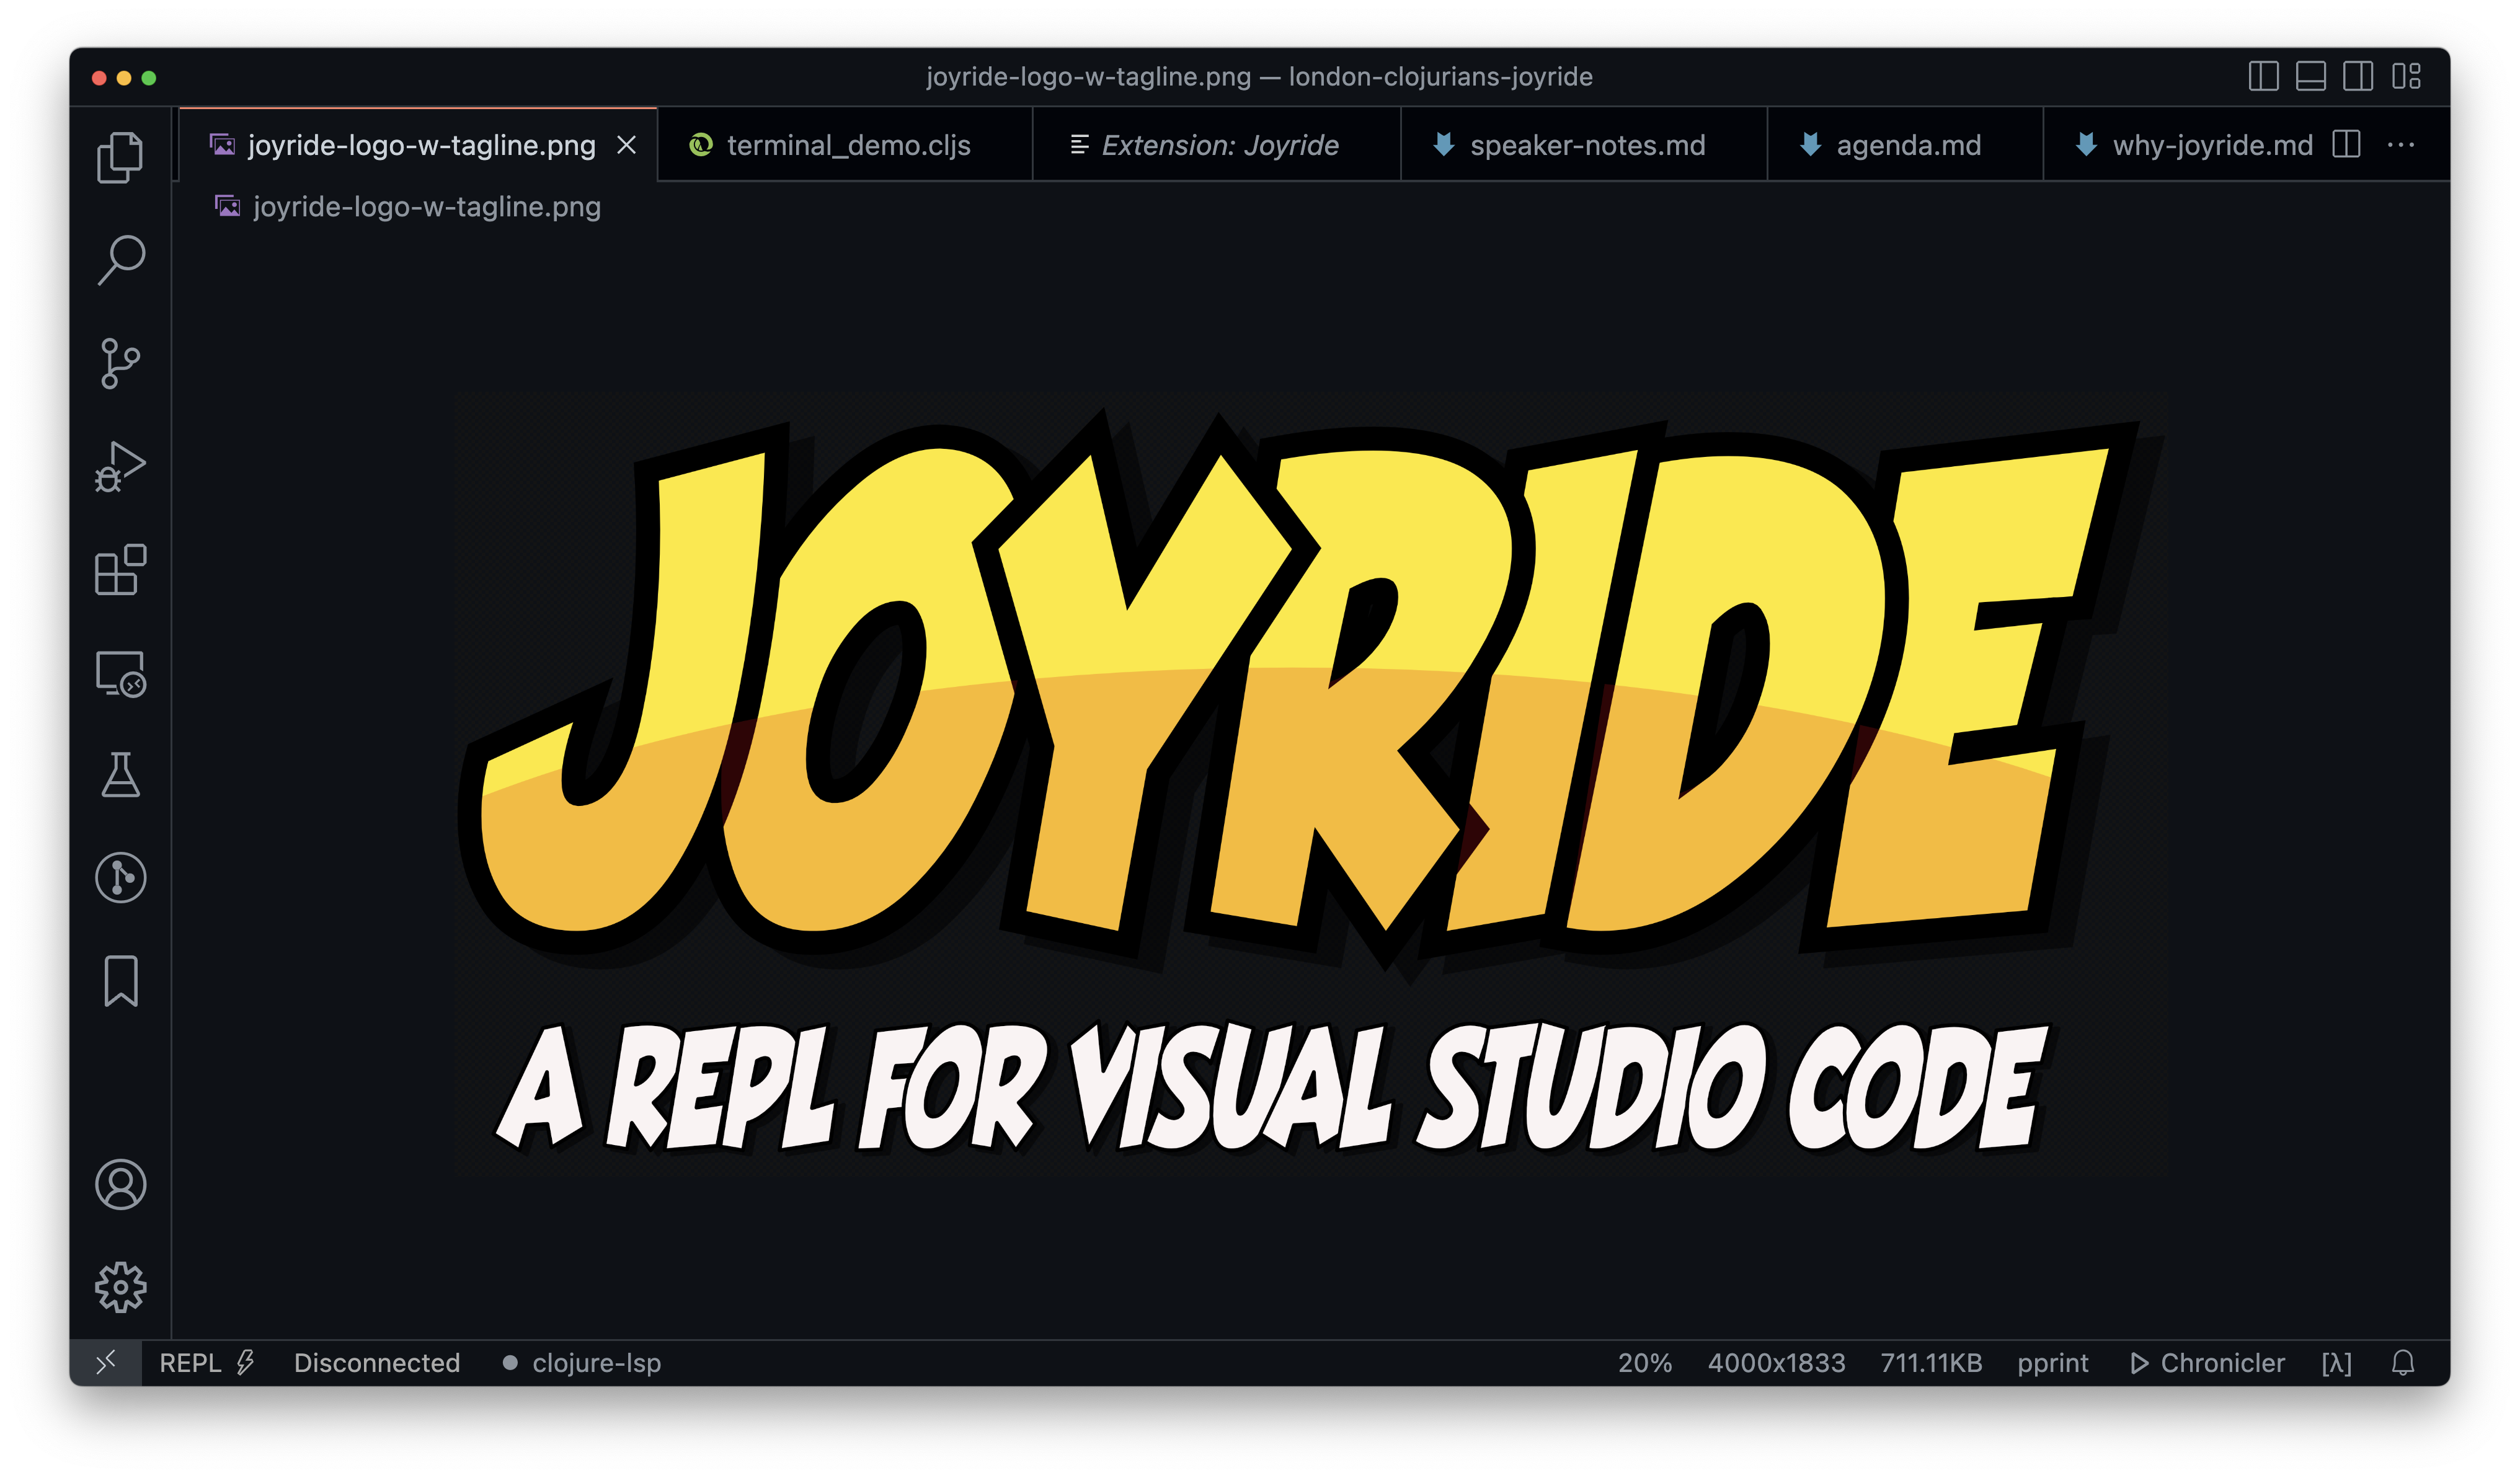 joyride-logo-w-tagline.png — london-clojurians-joyride
joyride-logo-w-tagline.png terminal_demo.cljs Extension: Joyride speaker-notes.md agenda.md why-joyride.md
joyride-logo-w-tagline.png
JOYRIDE
A REPL FOR VISUAL STUDIO CODE
REPL Disconnected clojure-lsp 20% 4000x1833 711.11KB pprint Chronicler [λ]